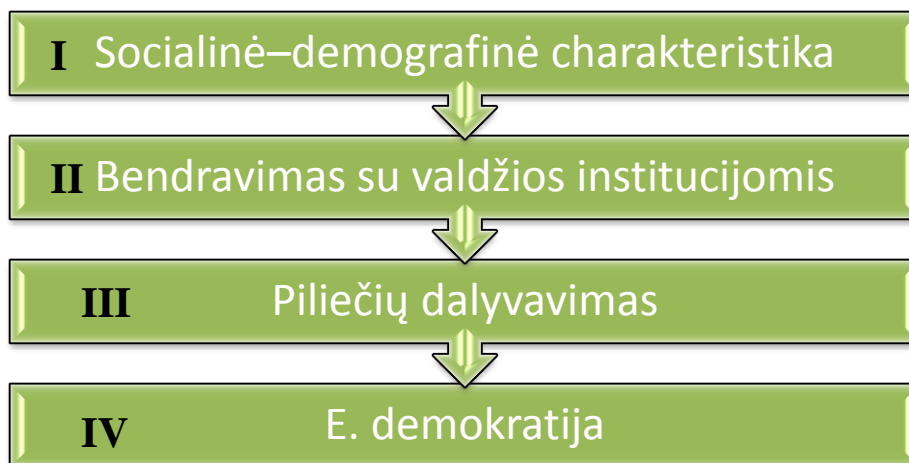 I Socialinė–demografinė charakteristika
II Bendravimas su valdžios institucijomis
III Piliečių dalyvavimas
IV E. demokratija